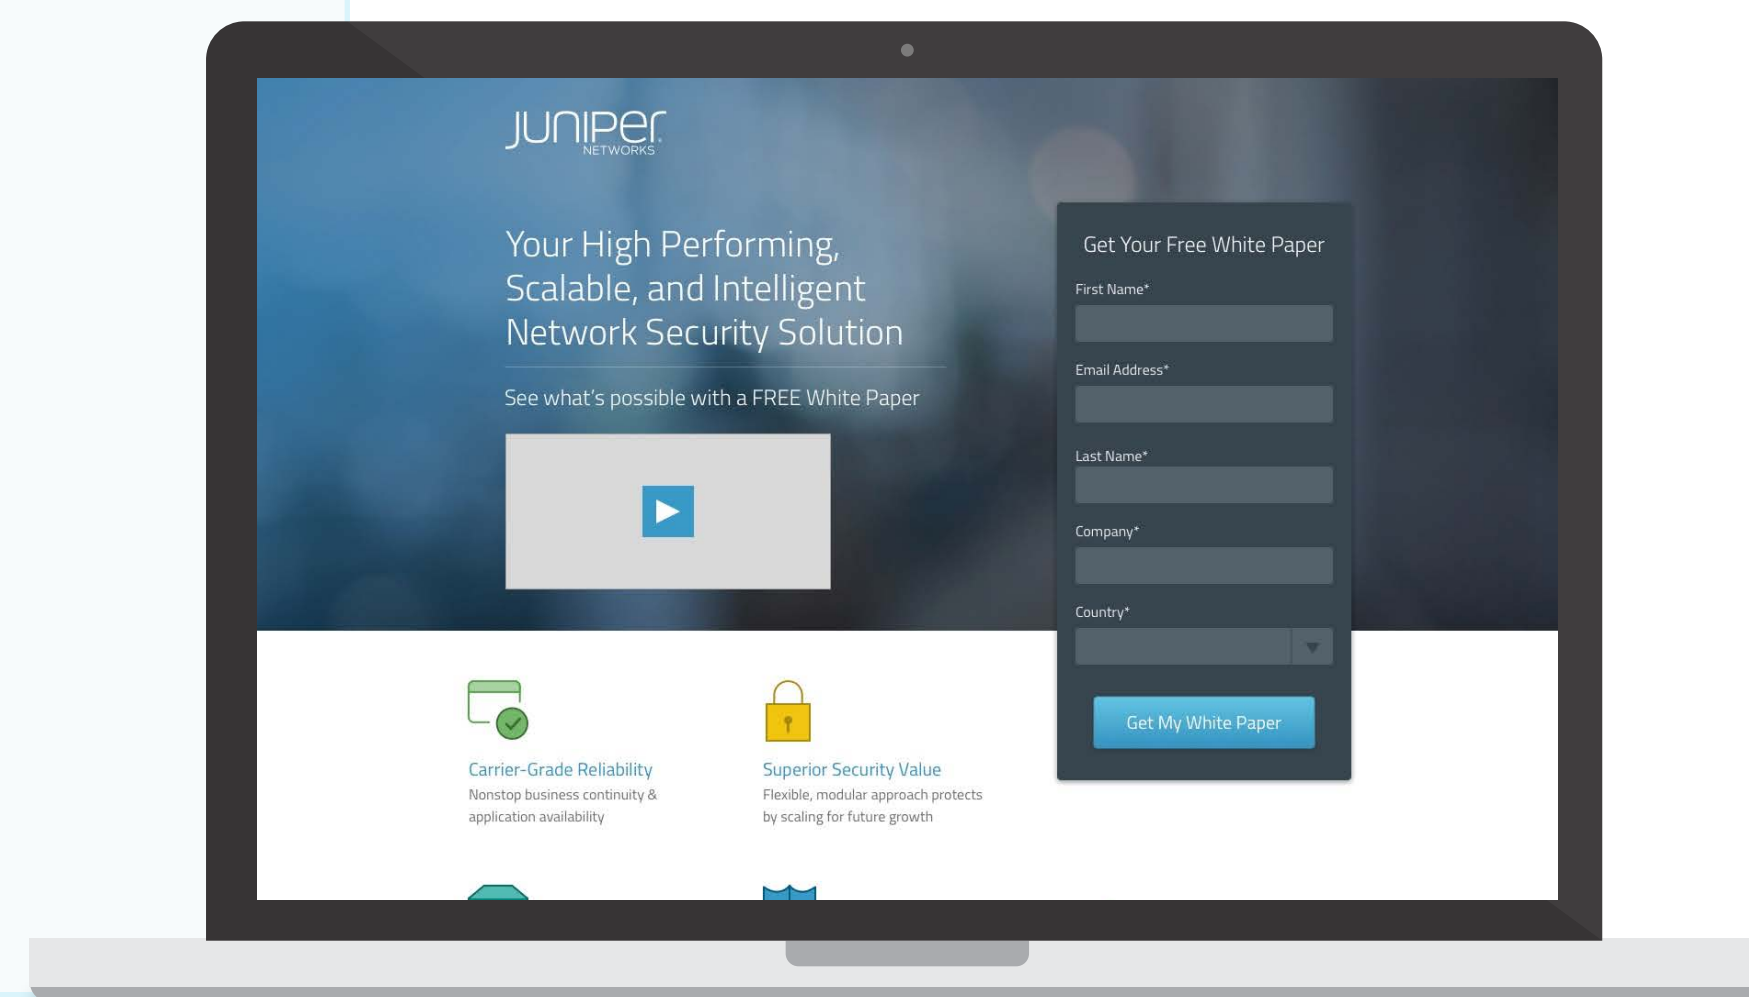 JUNIPER
NETWORKS
Your High Performing,
Scalable, and Intelligent
Network Security Solution
See what's possible with a FREE White Paper
Get Your Free White Paper
First Name*
Email Address*
Last Name*
Company*
Country*
Get My White Paper
Carrier-Grade Reliability
Nonstop business continuity &
application availability
Superior Security Value
Flexible, modular approach protects
by scaling for future growth